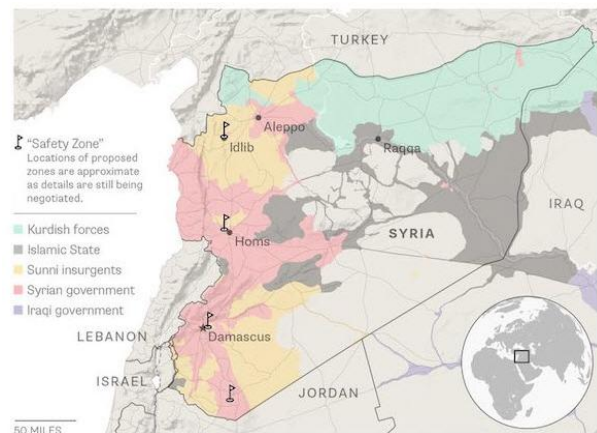 TURKEY
"Safety Zone"
Locations of proposed
zones are approximate
as details are still being
negotiated.
Aleppo
Idlib
Raqqa
Kurdish forces
Islamic State
Sunni insurgents
Syrian government
Iraqi government
IRAQ
SYRIA
Homs
LEBANON
Damascus
ISRAEL
JORDAN
50 MILES